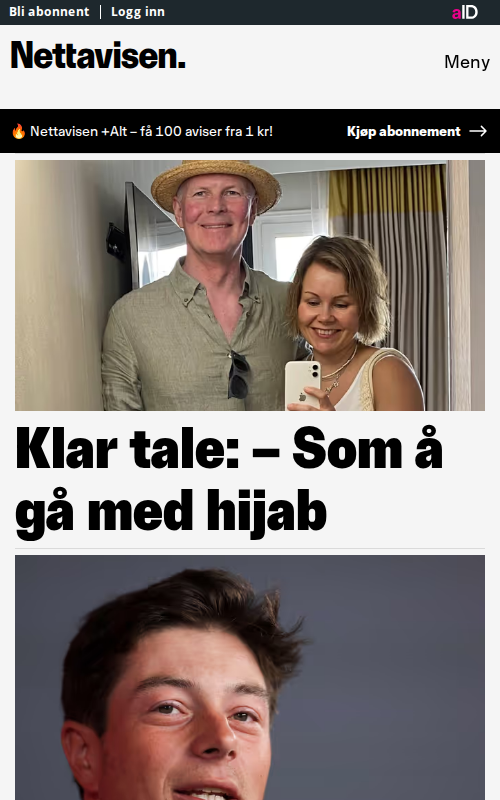 Bli abonnent | Logg inn
aID
Nettavisen.
Meny
🔥 Nettavisen +Alt – få 100 aviser fra 1 kr!
Kjøp abonnement →
Klar tale: – Som å
gå med hijab